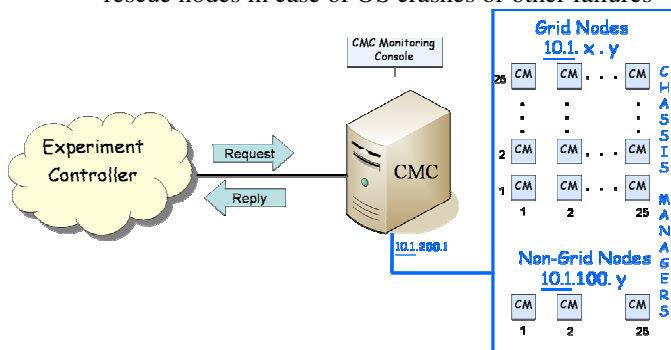 rescue nodes in case of OS crashes or other failures
CMC Monitoring
Console
Experiment
Controller
Request
Reply
CMC
10.1.200.1
Grid Nodes
10.1. x . y
25 CM CM . . . CM
2 CM CM . . . CM
1 CM CM . . . CM
1 2 25
Non-Grid Nodes
10.1.100. y
CM CM CM
1 2 25
CHASSIS MANAGERS